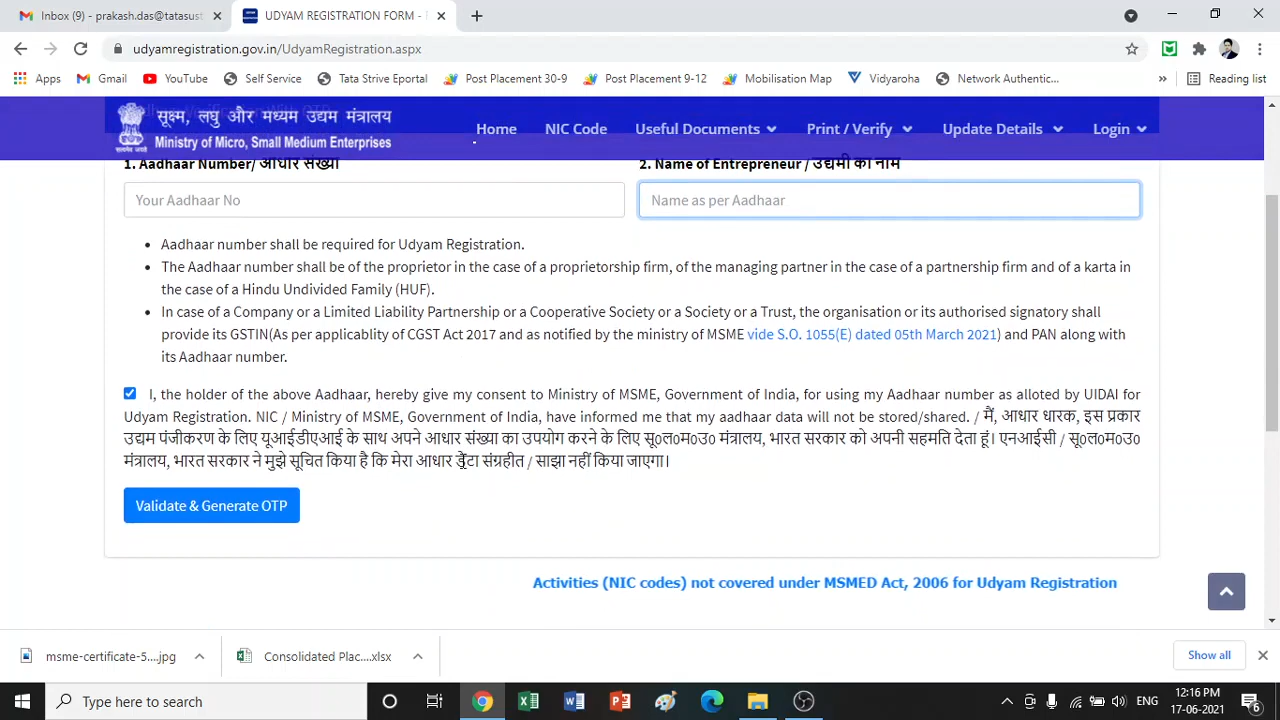 Inbox (9) - prakash.das@tatasust
UDYAM REGISTRATION FORM -
udyamregistration.gov.in/UdyamRegistration.aspx
Apps Gmail YouTube Self Service Tata Strive Eportal Post Placement 30-9 Post Placement 9-12 Mobilisation Map Vidyaroha Network Authentic... » Reading list
सूक्ष्म, लघु और मध्यम उद्यम मंत्रालय
Ministry of Micro, Small Medium Enterprises
Home NIC Code Useful Documents Print / Verify Update Details Login
1. Aadhaar Number/ आधार संख्या
2. Name of Entrepreneur / उद्यमी का नाम
Your Aadhaar No
Name as per Aadhaar
• Aadhaar number shall be required for Udyam Registration.
• The Aadhaar number shall be of the proprietor in the case of a proprietorship firm, of the managing partner in the case of a partnership firm and of a karta in
the case of a Hindu Undivided Family (HUF).
• In case of a Company or a Limited Liability Partnership or a Cooperative Society or a Society or a Trust, the organisation or its authorised signatory shall
provide its GSTIN(As per applicablity of CGST Act 2017 and as notified by the ministry of MSME vide S.O. 1055(E) dated 05th March 2021) and PAN along with
its Aadhaar number.
I, the holder of the above Aadhaar, hereby give my consent to Ministry of MSME, Government of India, for using my Aadhaar number as alloted by UIDAI for
Udyam Registration. NIC / Ministry of MSME, Government of India, have informed me that my aadhaar data will not be stored/shared. / मैं, आधार धारक, इस प्रकार
उद्यम पंजीकरण के लिए यूआईडीएआई के साथ अपने आधार संख्या का उपयोग करने के लिए सू0ल0म0उ0 मंत्रालय, भारत सरकार को अपनी सहमति देता हूं। एनआईसी / सू0ल0म0उ0
मंत्रालय, भारत सरकार ने मुझे सूचित किया है कि मेरा आधार डेटा संग्रहीत / साझा नहीं किया जाएगा।
Validate & Generate OTP
Activities (NIC codes) not covered under MSMED Act, 2006 for Udyam Registration
msme-certificate-5....jpg
Consolidated Plac....xlsx
Show all
Type here to search
ENG
12:16 PM
17-06-2021
6